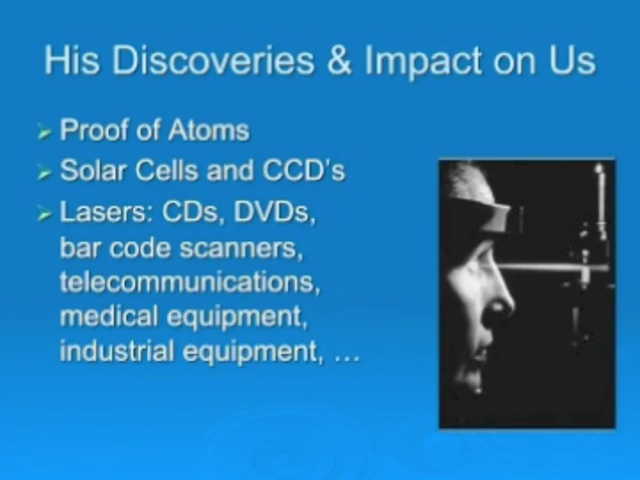 His Discoveries & Impact on Us
Proof of Atoms
Solar Cells and CCD's
Lasers: CDs, DVDs,
bar code scanners,
telecommunications,
medical equipment,
industrial equipment, …